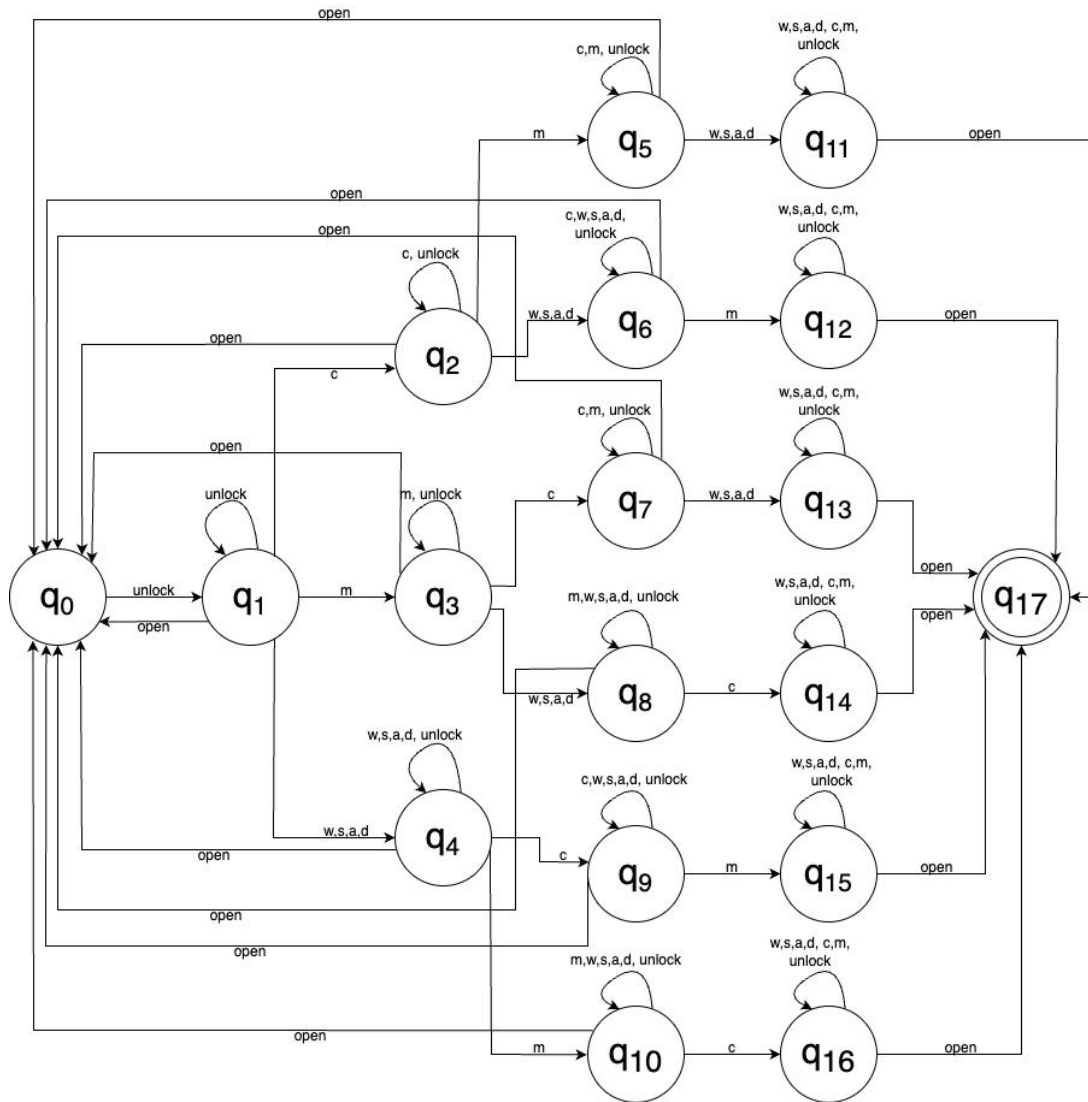 open
c,m, unlock
w,s,a,d, c,m,
unlock
m
q5
w,s,a,d
q11
open
open
c,w,s,a,d,
unlock
w,s,a,d, c,m,
unlock
open
c, unlock
w,s,a,d
q6
m
q12
open
open
q2
c
c,m, unlock
w,s,a,d, c,m,
unlock
open
unlock
m, unlock
c
q7
w,s,a,d
q13
open
q0
unlock
q1
m
q3
q17
open
m,w,s,a,d, unlock
w,s,a,d, c,m,
unlock
open
w,s,a,d
q8
c
q14
w,s,a,d, unlock
c,w,s,a,d, unlock
w,s,a,d, c,m,
unlock
w,s,a,d
q4
open
c
q9
m
q15
open
open
open
m,w,s,a,d, unlock
w,s,a,d, c,m,
unlock
open
m
q10
c
q16
open